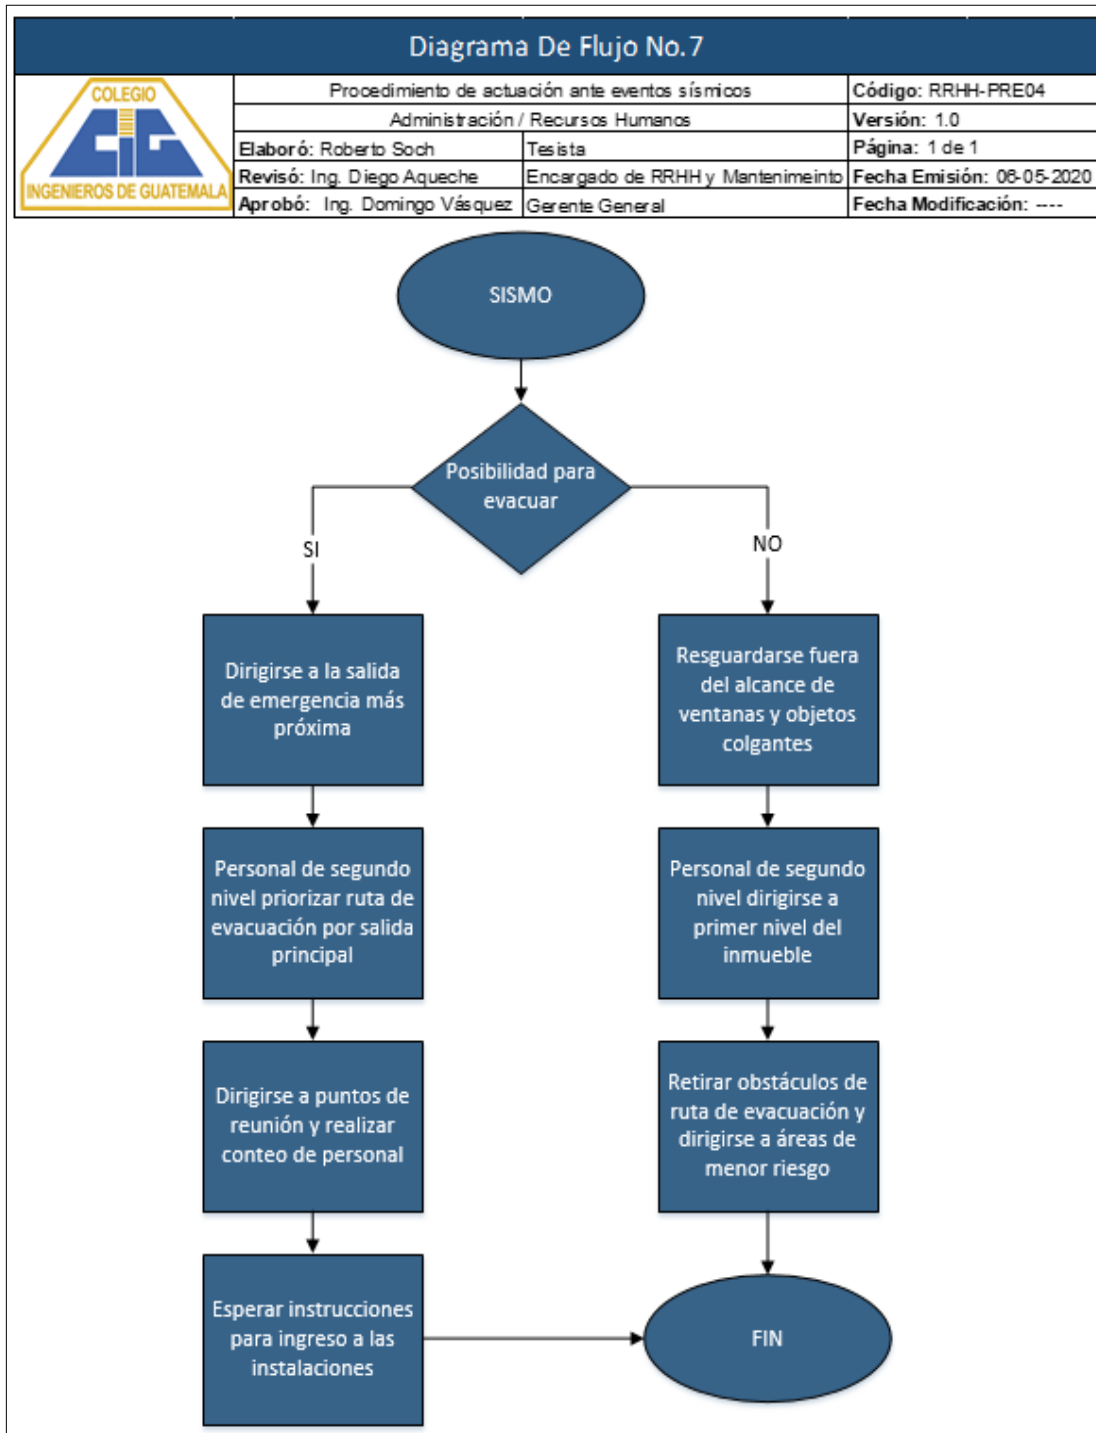 Diagrama De Flujo No.7
COLEGIO
CIG
INGENIEROS DE GUATEMALA
Procedimiento de actuación ante eventos sísmicos
Código: RRHH-PRE04
Administración / Recursos Humanos
Versión: 1.0
Elaboró: Roberto Soch
Tesista
Página: 1 de 1
Revisó: Ing. Diego Aqueche
Encargado de RRHH y Mantenimeinto
Fecha Emisión: 06-05-2020
Aprobó: Ing. Domingo Vásquez
Gerente General
Fecha Modificación: ----
SISMO
Posibilidad para
evacuar
SI
NO
Dirigirse a la salida
de emergencia más
próxima
Resguardarse fuera
del alcance de
ventanas y objetos
colgantes
Personal de segundo
nivel priorizar ruta de
evacuación por salida
principal
Personal de segundo
nivel dirigirse a
primer nivel del
inmueble
Dirigirse a puntos de
reunión y realizar
conteo de personal
Retirar obstáculos de
ruta de evacuación y
dirigirse a áreas de
menor riesgo
Esperar instrucciones
para ingreso a las
instalaciones
FIN